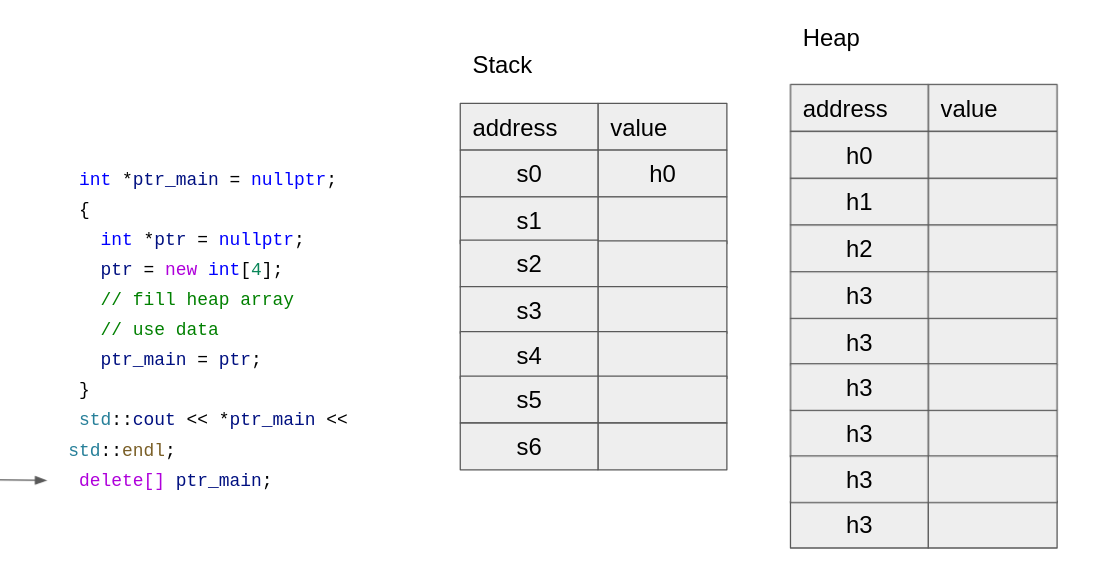 int *ptr_main = nullptr;
{
int *ptr = nullptr;
ptr = new int[4];
// fill heap array
// use data
ptr_main = ptr;
}
std::cout << *ptr_main <<
std::endl;
delete[] ptr_main;
Stack
address value
s0 h0
s1
s2
s3
s4
s5
s6
Heap
address value
h0
h1
h2
h3
h3
h3
h3
h3
h3